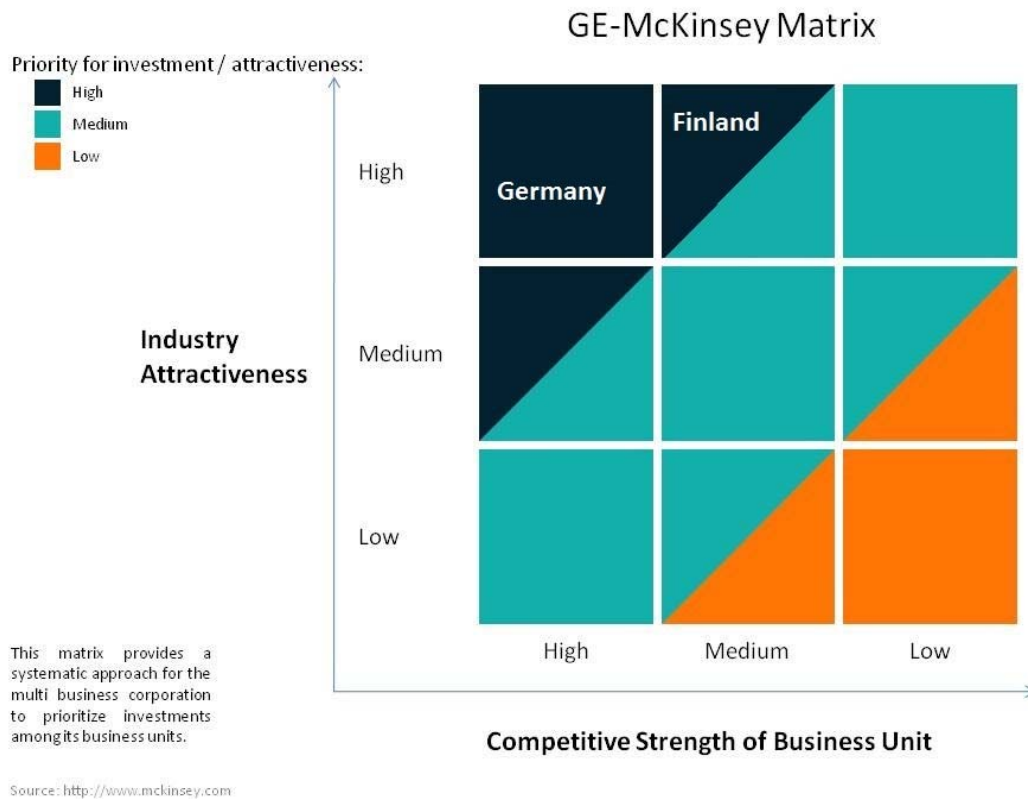 GE-McKinsey Matrix
Priority for investment / attractiveness:
High
Medium
Low
High
Finland
Germany
Industry
Attractiveness
Medium
Low
High
Medium
Low
This matrix provides a
systematic approach for the
multi business corporation
to prioritize investments
among its business units.
Competitive Strength of Business Unit
Source: http://www.mckinsey.com